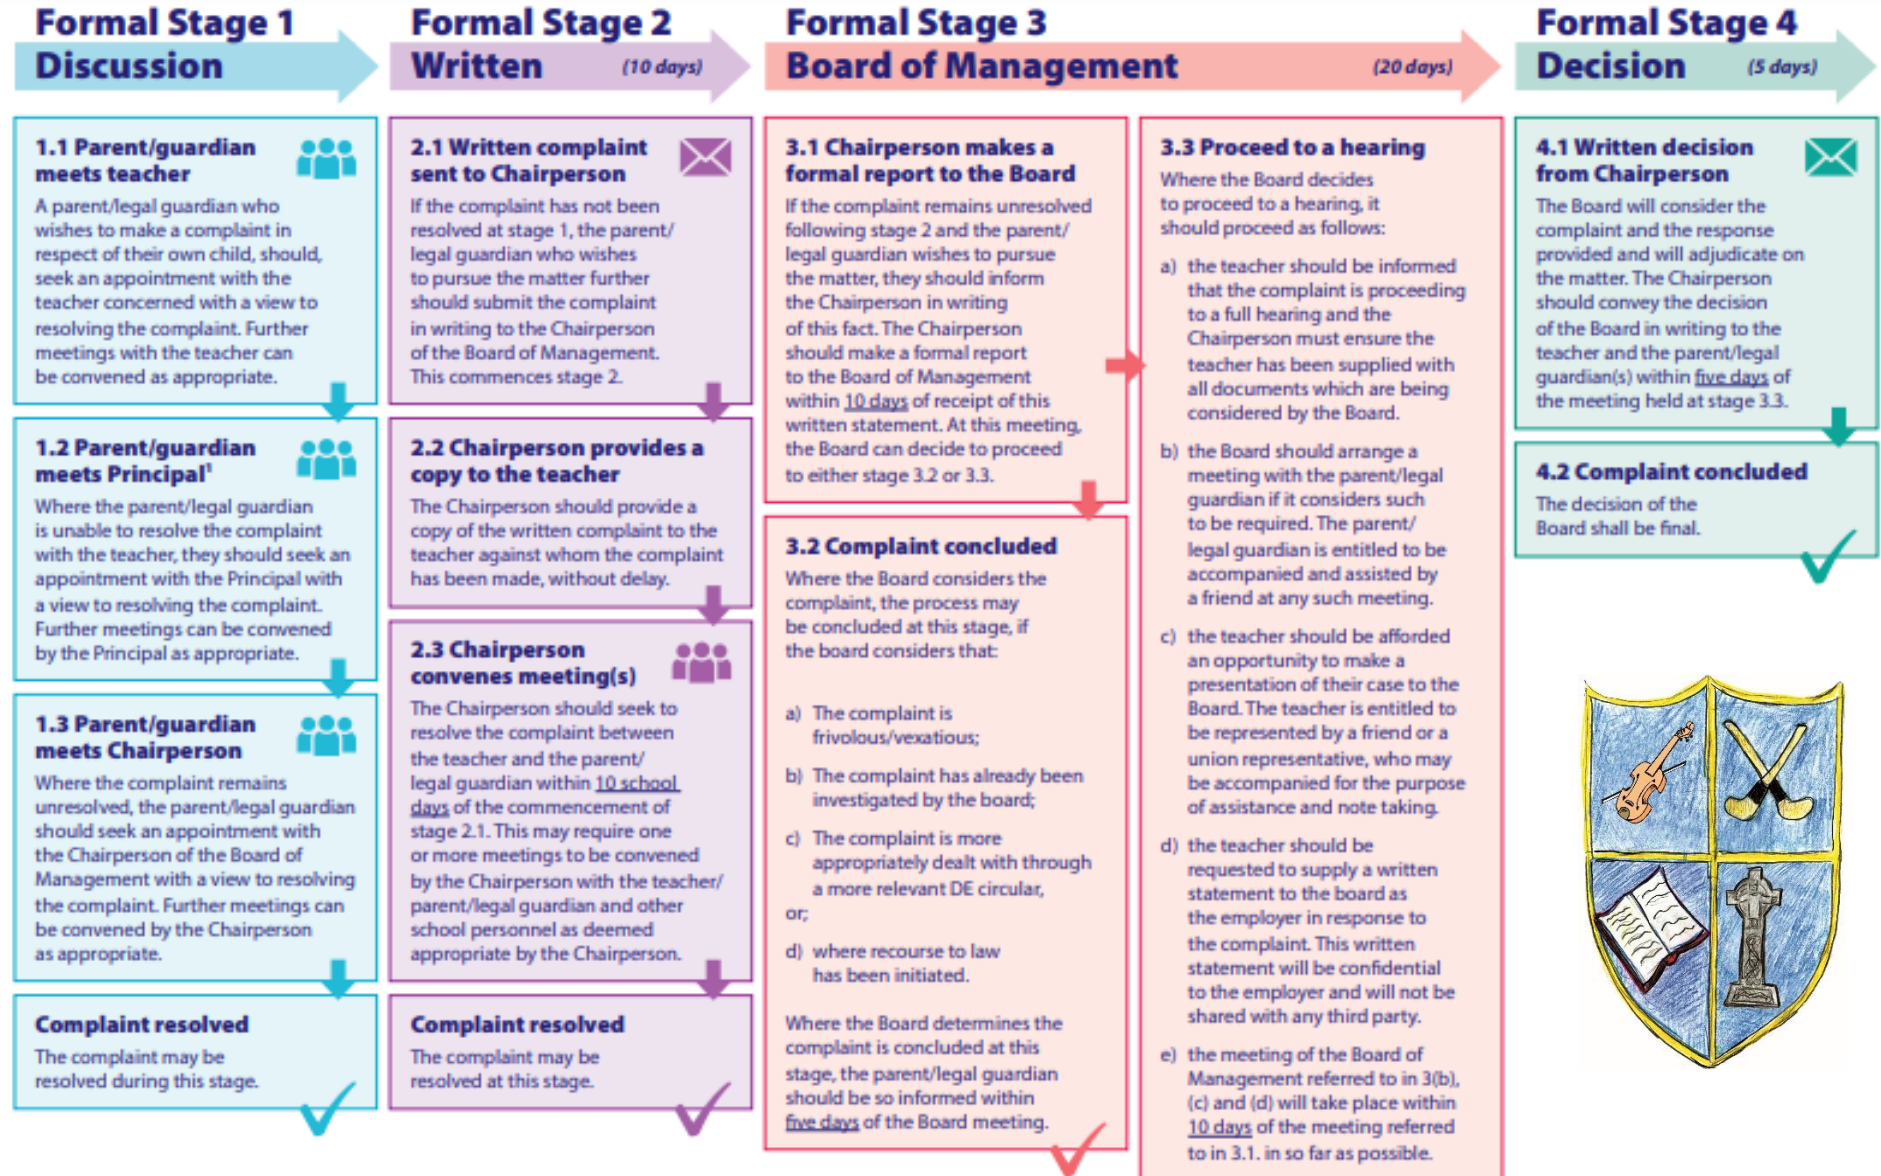 Formal Stage 1
Discussion
1.1 Parent/guardian
meets teacher
A parent/legal guardian who
wishes to make a complaint in
respect of their own child, should,
seek an appointment with the
teacher concerned with a view to
resolving the complaint. Further
meetings with the teacher can
be convened as appropriate.
1.2 Parent/guardian
meets Principal¹
Where the parent/legal guardian
is unable to resolve the complaint
with the teacher, they should seek an
appointment with the Principal with
a view to resolving the complaint.
Further meetings can be convened
by the Principal as appropriate.
1.3 Parent/guardian
meets Chairperson
Where the complaint remains
unresolved, the parent/legal guardian
should seek an appointment with
the Chairperson of the Board of
Management with a view to resolving
the complaint. Further meetings can
be convened by the Chairperson
as appropriate.
Complaint resolved
The complaint may be
resolved during this stage.
Formal Stage 2
Written (10 days)
2.1 Written complaint
sent to Chairperson
If the complaint has not been
resolved at stage 1, the parent/
legal guardian who wishes
to pursue the matter further
should submit the complaint
in writing to the Chairperson
of the Board of Management.
This commences stage 2.
2.2 Chairperson provides a
copy to the teacher
The Chairperson should provide a
copy of the written complaint to the
teacher against whom the complaint
has been made, without delay.
2.3 Chairperson
convenes meeting(s)
The Chairperson should seek to
resolve the complaint between
the teacher and the parent/
legal guardian within 10 school
days of the commencement of
stage 2.1. This may require one
or more meetings to be convened
by the Chairperson with the teacher/
parent/legal guardian and other
school personnel as deemed
appropriate by the Chairperson.
Complaint resolved
The complaint may be
resolved at this stage.
Formal Stage 3
Board of Management (20 days)
3.1 Chairperson makes a
formal report to the Board
If the complaint remains unresolved
following stage 2 and the parent/
legal guardian wishes to pursue
the matter, they should inform
the Chairperson in writing
of this fact. The Chairperson
should make a formal report
to the Board of Management
within 10 days of receipt of this
written statement. At this meeting,
the Board can decide to proceed
to either stage 3.2 or 3.3.
3.2 Complaint concluded
Where the Board considers the
complaint, the process may
be concluded at this stage, if
the board considers that:
a) The complaint is
frivolous/vexatious;
b) The complaint has already been
investigated by the board;
c) The complaint is more
appropriately dealt with through
a more relevant DE circular,
or;
d) where recourse to law
has been initiated.
Where the Board determines the
complaint is concluded at this
stage, the parent/legal guardian
should be so informed within
five days of the Board meeting.
3.3 Proceed to a hearing
Where the Board decides
to proceed to a hearing, it
should proceed as follows:
a) the teacher should be informed
that the complaint is proceeding
to a full hearing and the
Chairperson must ensure the
teacher has been supplied with
all documents which are being
considered by the Board.
b) the Board should arrange a
meeting with the parent/legal
guardian if it considers such
to be required. The parent/
legal guardian is entitled to be
accompanied and assisted by
a friend at any such meeting.
c) the teacher should be afforded
an opportunity to make a
presentation of their case to the
Board. The teacher is entitled to
be represented by a friend or a
union representative, who may
be accompanied for the purpose
of assistance and note taking.
d) the teacher should be
requested to supply a written
statement to the board as
the employer in response to
the complaint. This written
statement will be confidential
to the employer and will not be
shared with any third party.
e) the meeting of the Board of
Management referred to in 3(b),
(c) and (d) will take place within
10 days of the meeting referred
to in 3.1. in so far as possible.
Formal Stage 4
Decision (5 days)
4.1 Written decision
from Chairperson
The Board will consider the
complaint and the response
provided and will adjudicate on
the matter. The Chairperson
should convey the decision
of the Board in writing to the
teacher and the parent/legal
guardian(s) within five days of
the meeting held at stage 3.3.
4.2 Complaint concluded
The decision of the
Board shall be final.